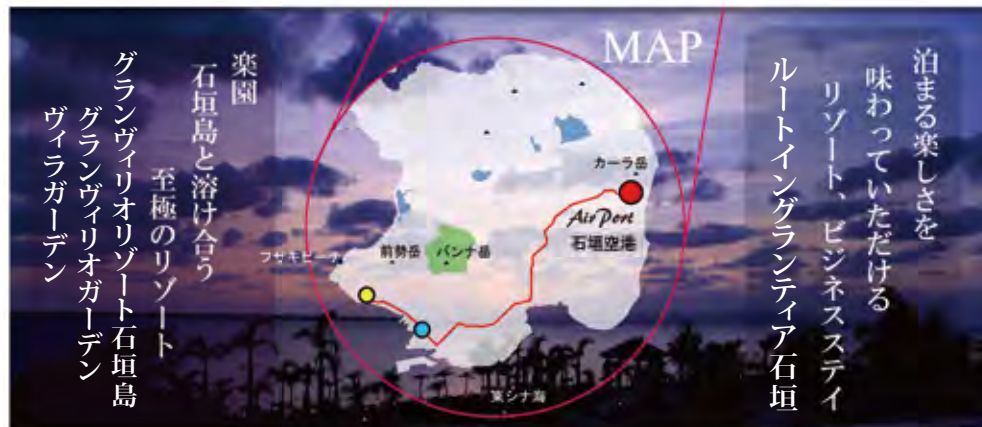 MAP
泊まる楽しさを
味わっていただける
リゾート、ビジネスステイ
ルートイングランティア石垣
カーラ岳
AirPort
石垣空港
前勢岳
バンナ岳
フサキビーチ
東シナ海
楽園
石垣島と溶け合う
至極のリゾート
グランヴィリオリゾート石垣島
グランヴィリオガーデン
ヴィラガーデン